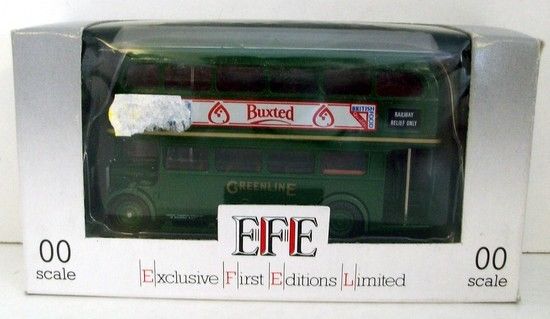 Buxted
BRITISH
FOOD
RAILWAY
RELIEF ONLY
GREENLINE
EFE
00
scale
Exclusive First Editions Limited
00
scale